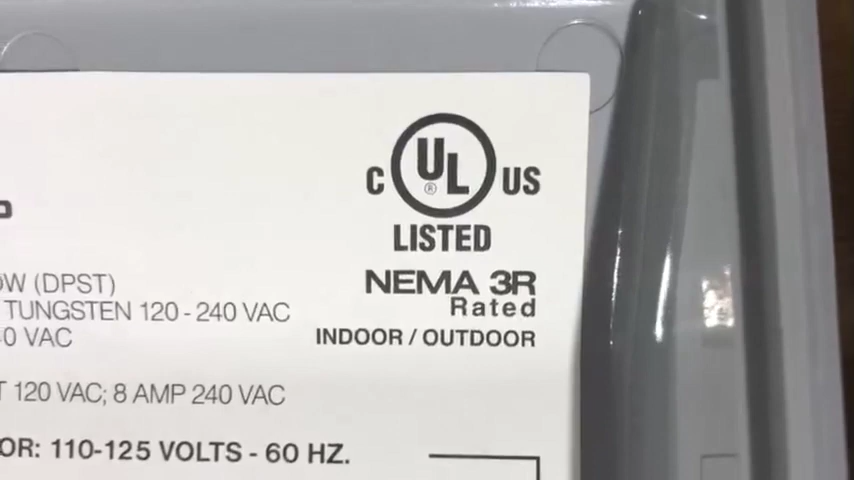 C UL® US
LISTED
NEMA 3R
Rated
INDOOR / OUTDOOR
(DPST)
TUNGSTEN 120 - 240 VAC
0 VAC
120 VAC; 8 AMP 240 VAC
OR: 110-125 VOLTS - 60 HZ.